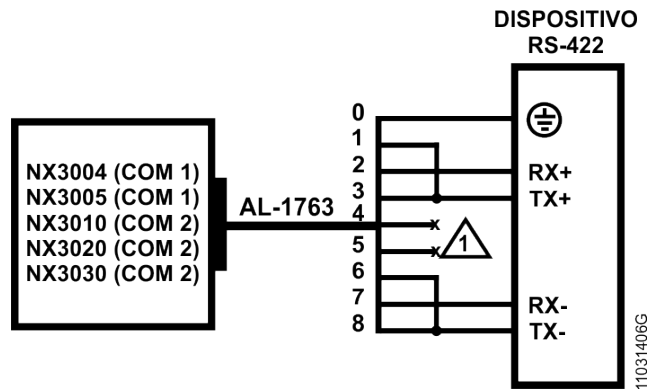 DISPOSITIVO
RS-422
NX3004 (COM 1)
NX3005 (COM 1)
NX3010 (COM 2)
NX3020 (COM 2)
NX3030 (COM 2)
AL-1763
0
1
2
3
4
5
6
7
8
x
x
1
RX+
TX+
RX-
TX-
11031406G